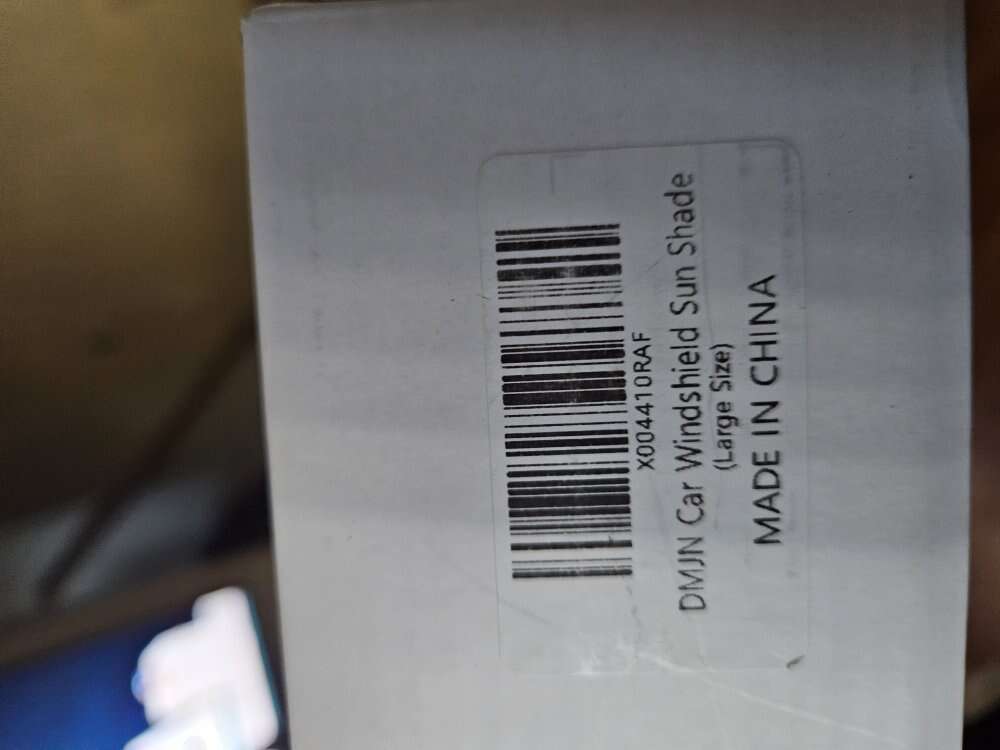 X004410RAF
DMJN Car Windshield Sun Shade
(Large Size)
MADE IN CHINA